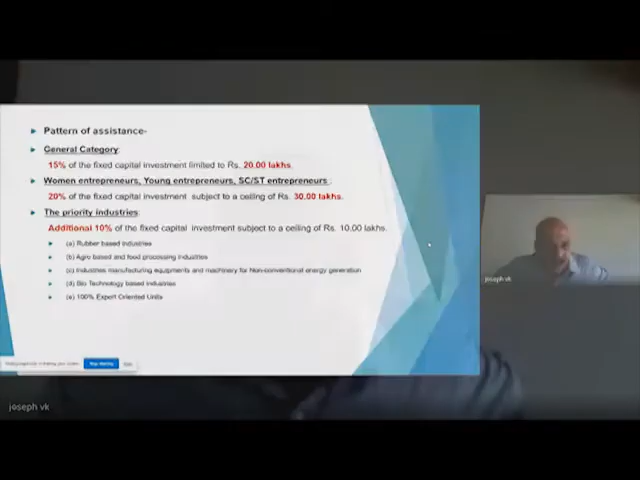 Pattern of assistance-
General Category:
15% of the fixed capital investment limited to Rs. 20.00 lakhs.
Women entrepreneurs, Young entrepreneurs, SC/ST entrepreneurs :
20% of the fixed capital investment subject to a ceiling of Rs. 30.00 lakhs.
The priority industries:
Additional 10% of the fixed capital investment subject to a ceiling of Rs. 10.00 lakhs.
(a) Rubber based industries
(b) Agro based and food processing industries
(c) Industries manufacturing equipments and machinery for Non-conventional energy generation
(d) Bio Technology based industries
(e) 100% Export Oriented Units
Stop sharing
Hide
joseph vk
joseph vk